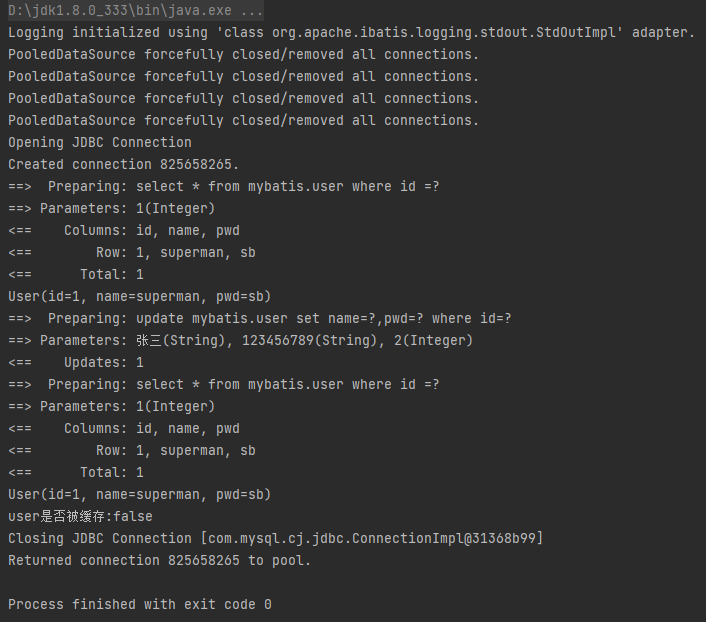 D:\jdk1.8.0_333\bin\java.exe ...
Logging initialized using 'class org.apache.ibatis.logging.stdout.StdOutImpl' adapter.
PooledDataSource forcefully closed/removed all connections.
PooledDataSource forcefully closed/removed all connections.
PooledDataSource forcefully closed/removed all connections.
PooledDataSource forcefully closed/removed all connections.
Opening JDBC Connection
Created connection 825658265.
==>  Preparing: select * from mybatis.user where id =?
==> Parameters: 1(Integer)
<==    Columns: id, name, pwd
<==        Row: 1, superman, sb
<==      Total: 1
User(id=1, name=superman, pwd=sb)
==>  Preparing: update mybatis.user set name=?,pwd=? where id=?
==> Parameters: 张三(String), 123456789(String), 2(Integer)
<==    Updates: 1
==>  Preparing: select * from mybatis.user where id =?
==> Parameters: 1(Integer)
<==    Columns: id, name, pwd
<==        Row: 1, superman, sb
<==      Total: 1
User(id=1, name=superman, pwd=sb)
user是否被缓存:false
Closing JDBC Connection [com.mysql.cj.jdbc.ConnectionImpl@31368b99]
Returned connection 825658265 to pool.
Process finished with exit code 0